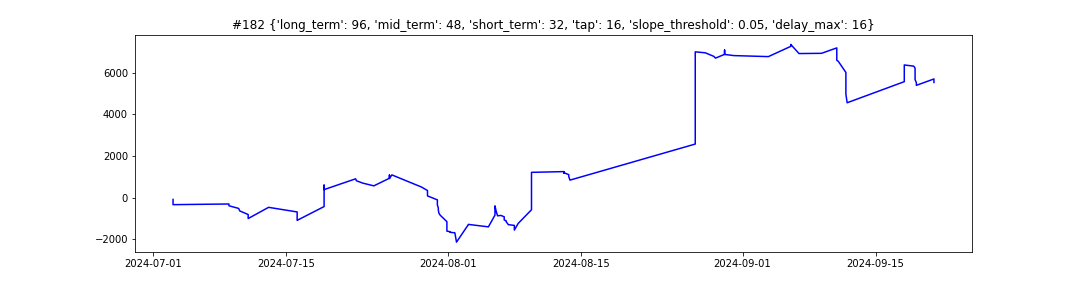 #182 {'long_term': 96, 'mid_term': 48, 'short_term': 32, 'tap': 16, 'slope_threshold': 0.05, 'delay_max': 16}
6000
4000
2000
0
−2000
2024-07-01 2024-07-15 2024-08-01 2024-08-15 2024-09-01 2024-09-15